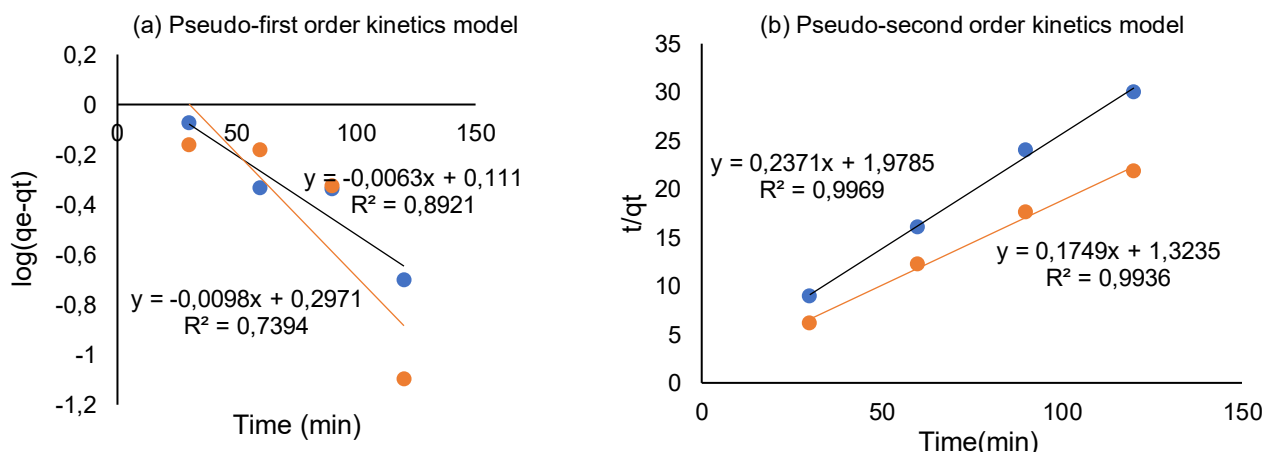 (a) Pseudo-first order kinetics model
0,2
0
-0,2
-0,4
-0,6
-0,8
-1
-1,2
0
50
100
150
log(qe-qt)
Time (min)
y = -0,0063x + 0,111
R² = 0,8921
y = -0,0098x + 0,2971
R² = 0,7394
(b) Pseudo-second order kinetics model
35
30
25
20
15
10
5
0
0
50
100
150
t/qt
Time(min)
y = 0,2371x + 1,9785
R² = 0,9969
y = 0,1749x + 1,3235
R² = 0,9936